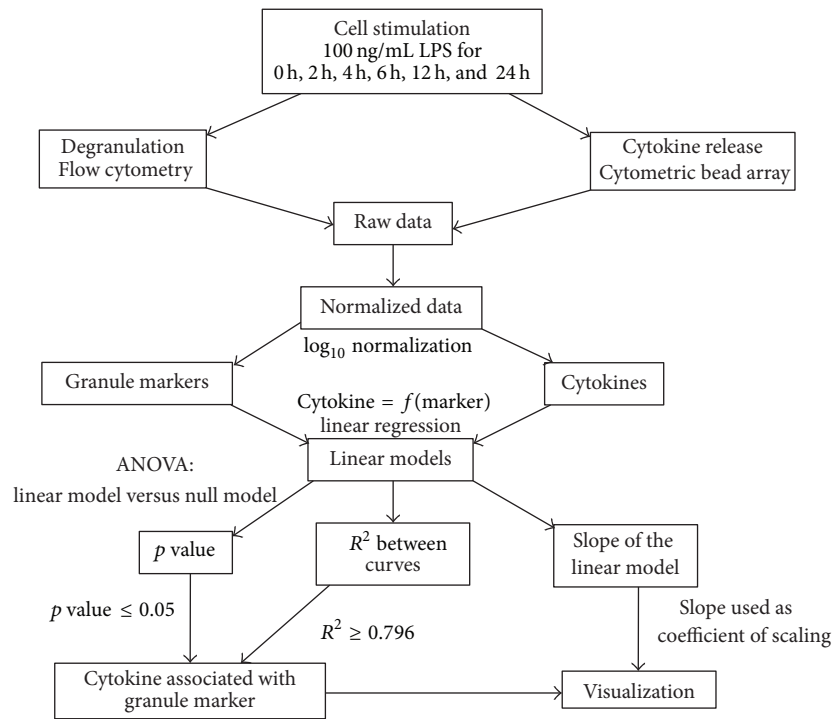 Cell stimulation
100 ng/mL LPS for
0 h, 2 h, 4 h, 6 h, 12 h, and 24 h
Degranulation
Flow cytometry
Cytokine release
Cytometric bead array
Raw data
Normalized data
log₁₀ normalization
Granule markers
Cytokines
Cytokine = f(marker)
linear regression
Linear models
ANOVA:
linear model versus null model
p value
R² between
curves
Slope of the
linear model
p value ≤ 0.05
R² ≥ 0.796
Slope used as
coefficient of scaling
Cytokine associated with
granule marker
Visualization